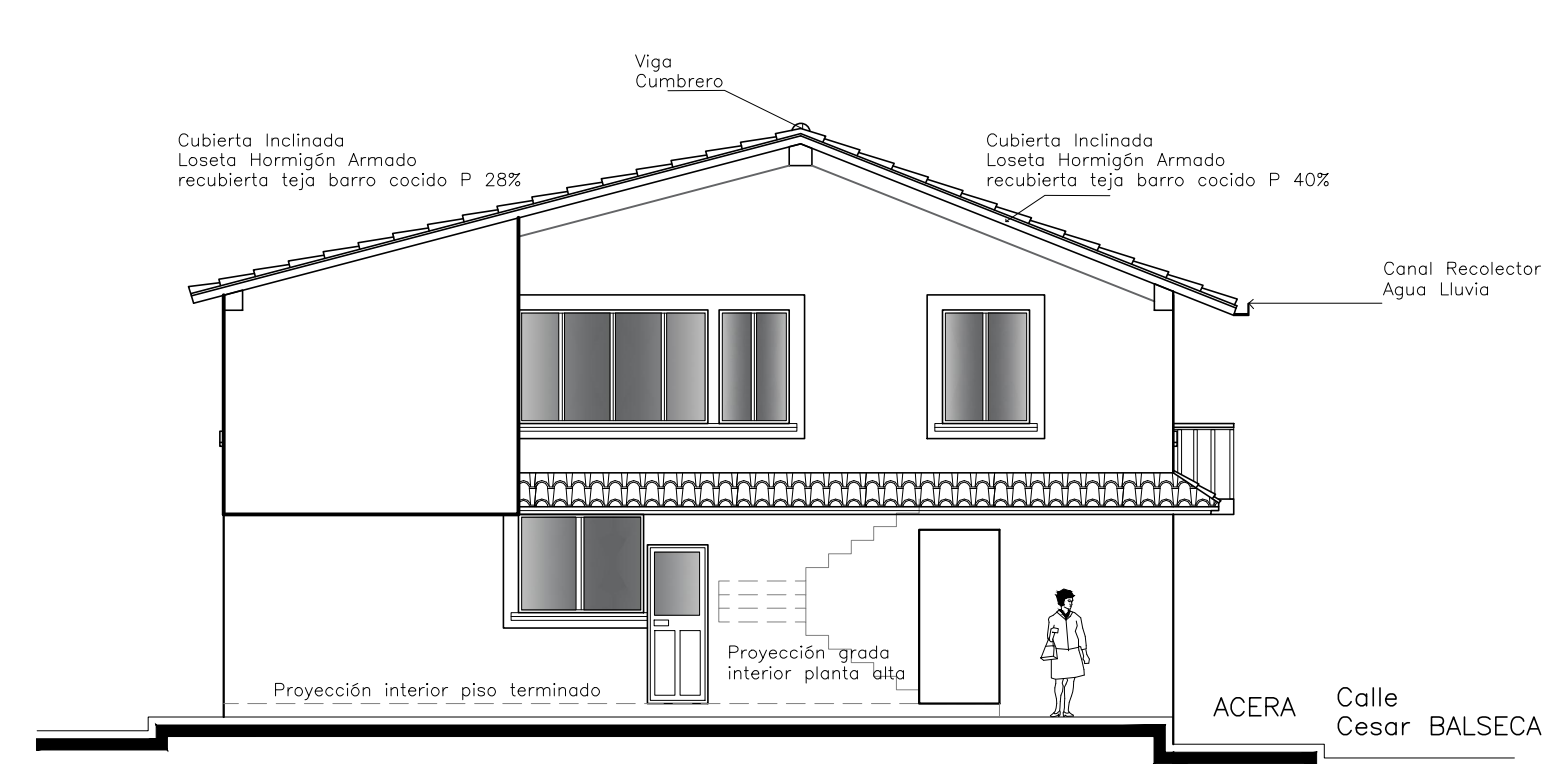 Viga
Cumbrero
Cubierta Inclinada
Loseta Hormigón Armado
recubierta teja barro cocido P 28%
Cubierta Inclinada
Loseta Hormigón Armado
recubierta teja barro cocido P 40%
Canal Recolector
Agua Lluvia
Proyección grada
interior planta alta
Proyección interior piso terminado
ACERA
Calle
Cesar BALSECA